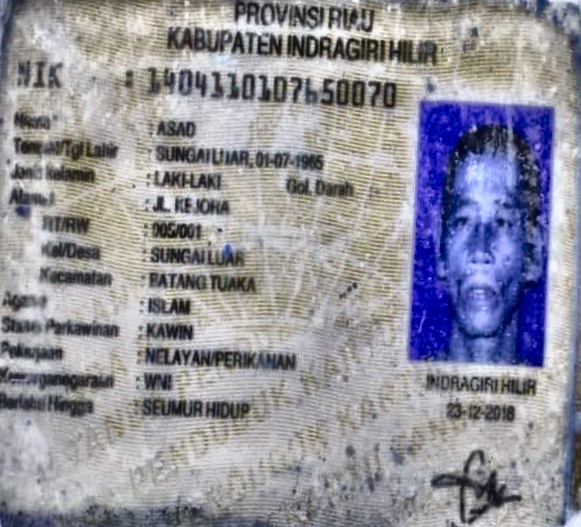 PROVINSI RIAU
KABUPATEN INDRAGIRI HILIR
NIK : 1404110107650070
Nama : ASAD
Tempat/Tgl Lahir : SUNGAI LUAR, 01-07-1965
Jenis Kelamin : LAKI-LAKI Gol. Darah
Alamat : JL KEJORA
RT/RW : 005/001
Kel/Desa : SUNGAI LUAR
Kecamatan : BATANG TUAKA
Agama : ISLAM
Status Perkawinan : KAWIN
Pekerjaan : NELAYAN/PERIKANAN
Kewarganegaraan : WNI
Berlaku Hingga : SEUMUR HIDUP
INDRAGIRI HILIR
23-12-2018